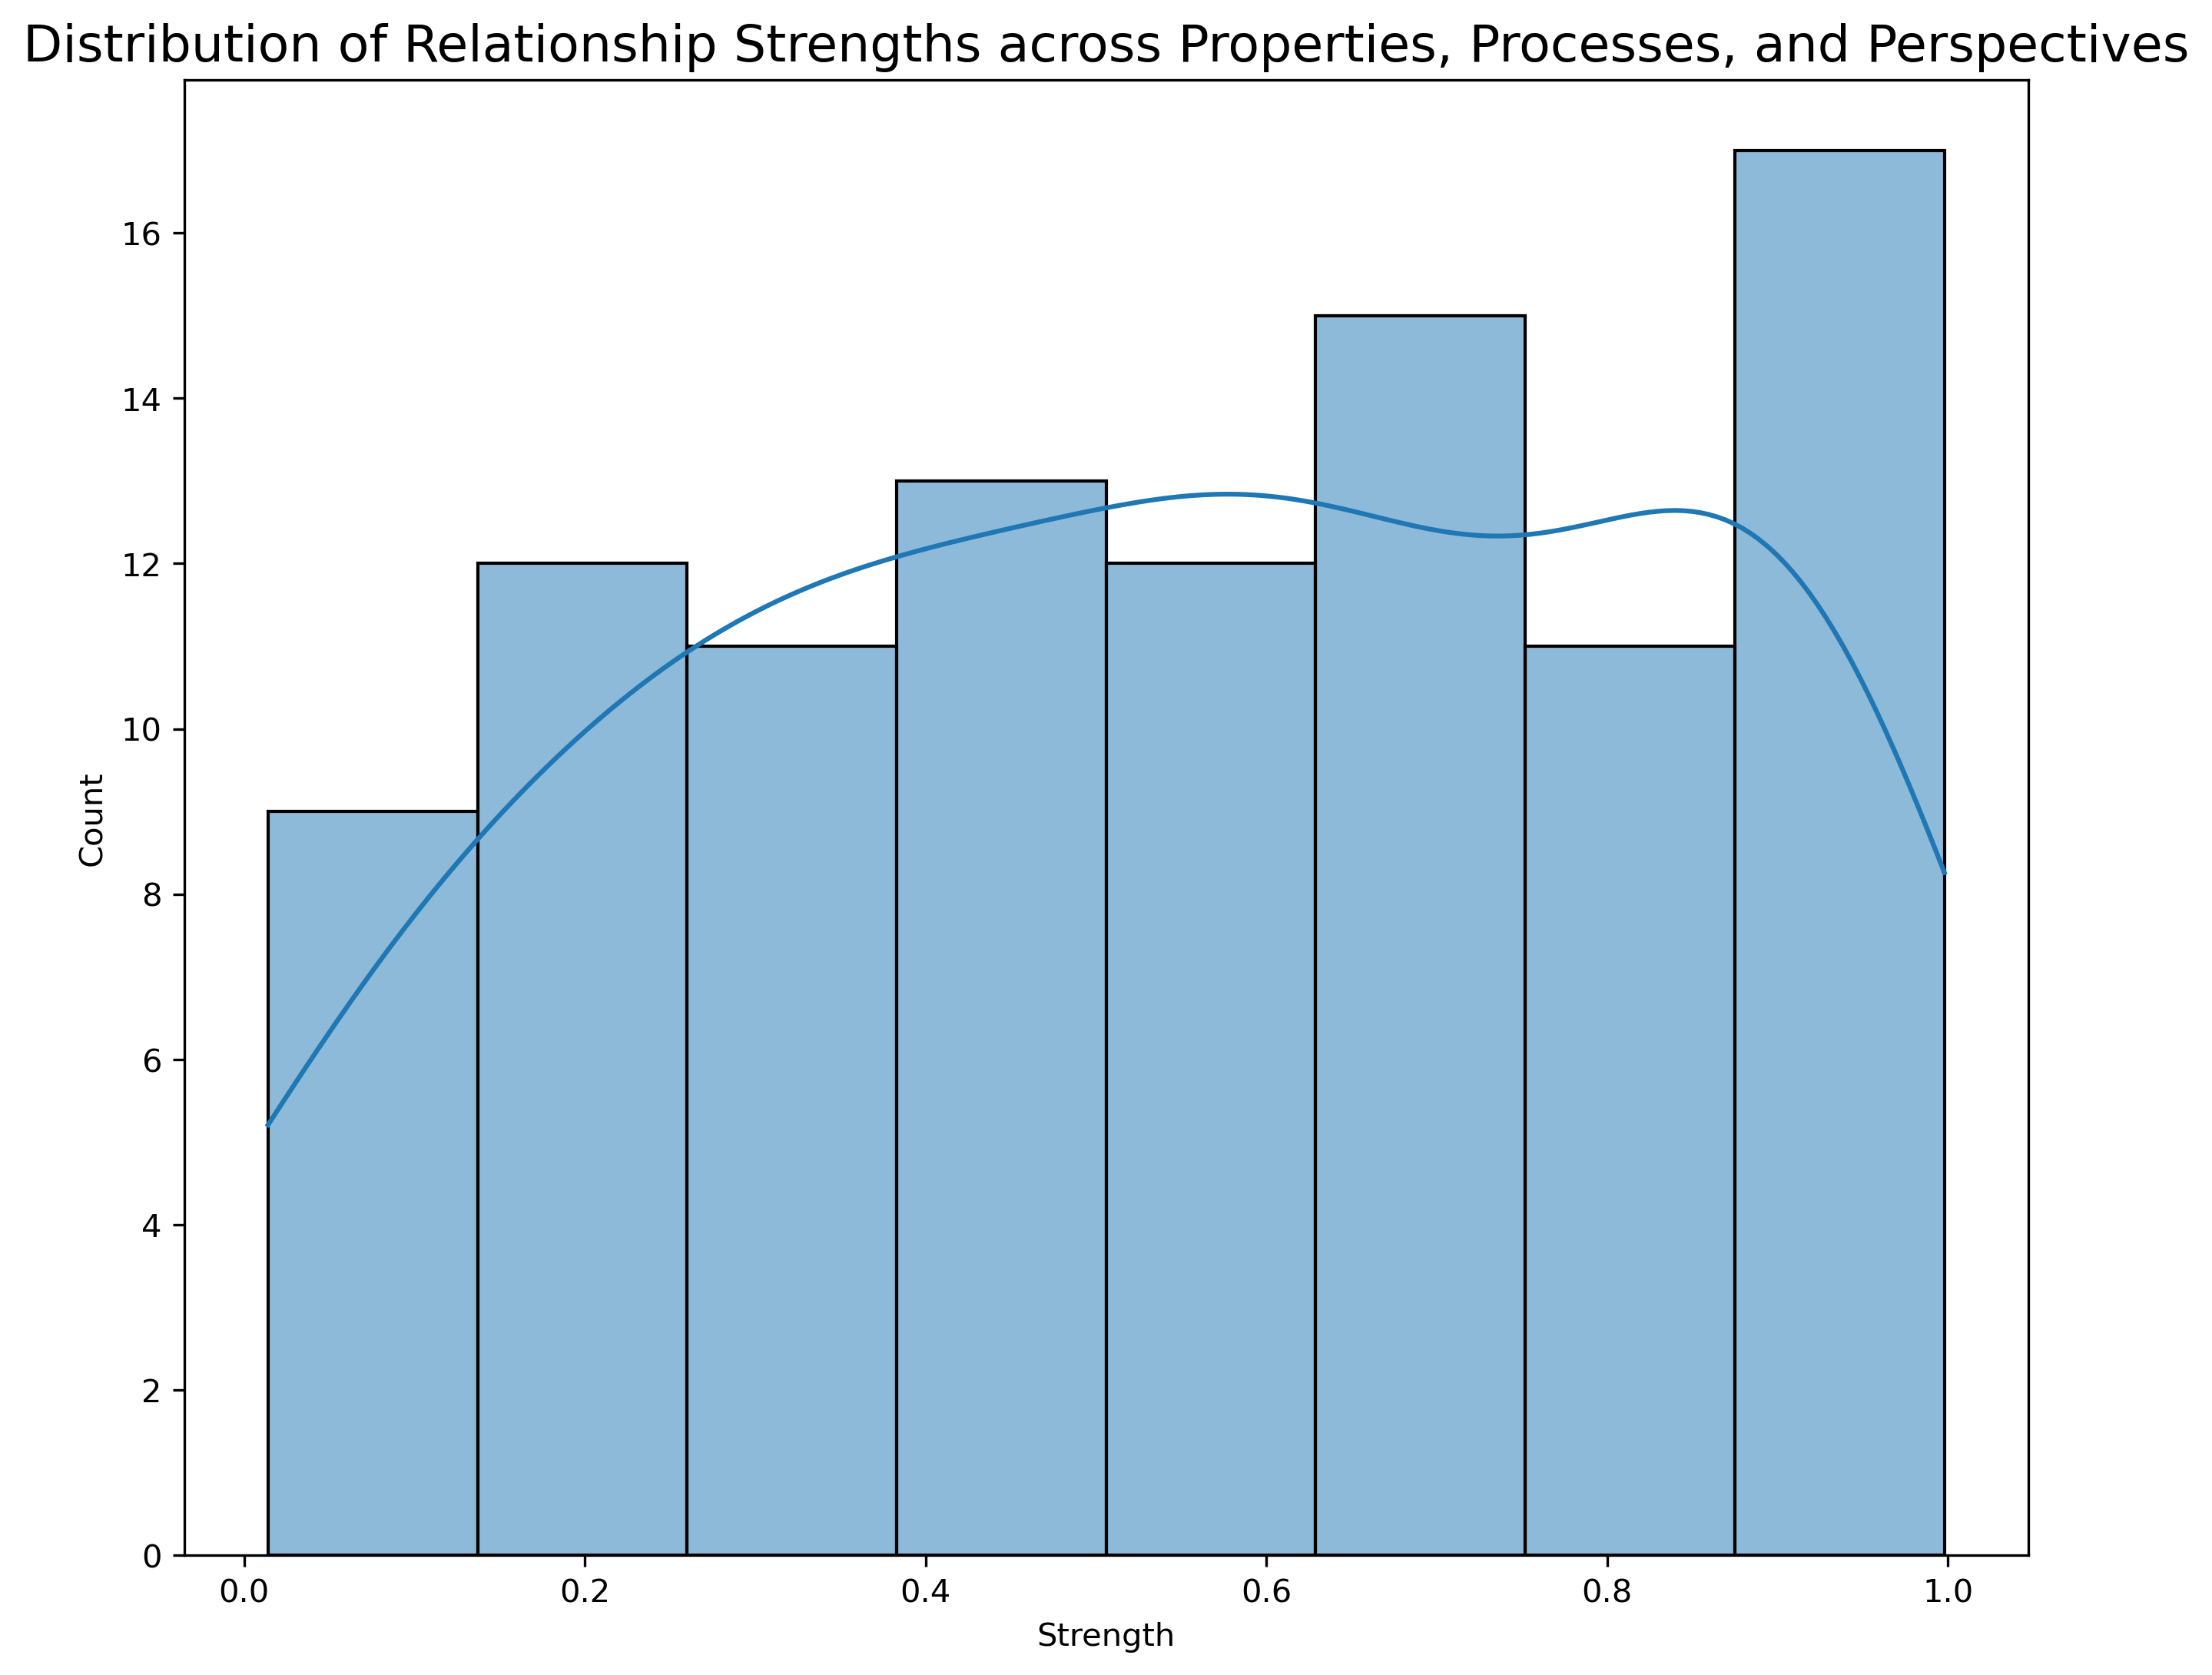 Distribution of Relationship Strengths across Properties, Processes, and Perspectives
16
14
12
10
8
6
4
2
0
Count
0.0 0.2 0.4 0.6 0.8 1.0
Strength